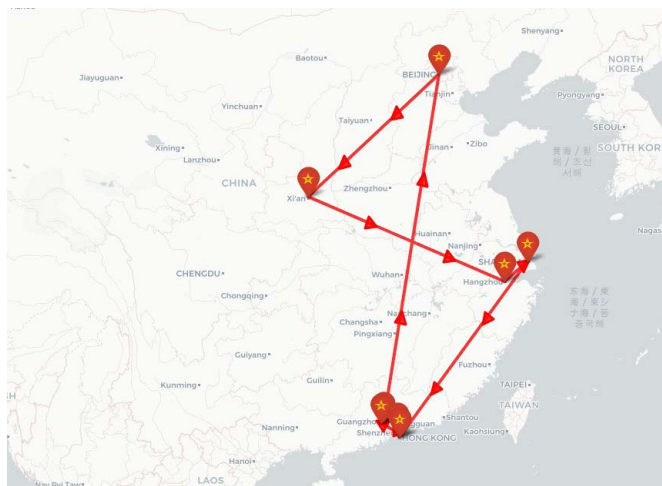 Shenyang
Baotou
BEIJING
NORTH
KOREA
Jiayuguan
Tianjin
Pyongyang
Yinchuan
Taiyuan
SEOUL
Jinan
Zibo
Xining
Lanzhou
SOUTH KOR
CHINA
Zhengzhou
Xi'an
Huainan
Nanjing
SHA
CHENGDU
Hangzhou
Wuhan
Chongqing
Changsha
Pingxiang
Guiyang
Fuzhou
Guilin
TAIPEI
Kunming
TAIWAN
Shantou
Guangzho
Shenzhe
HONG KONG
Kaohsiung
Nanning
Hanoi
LAOS